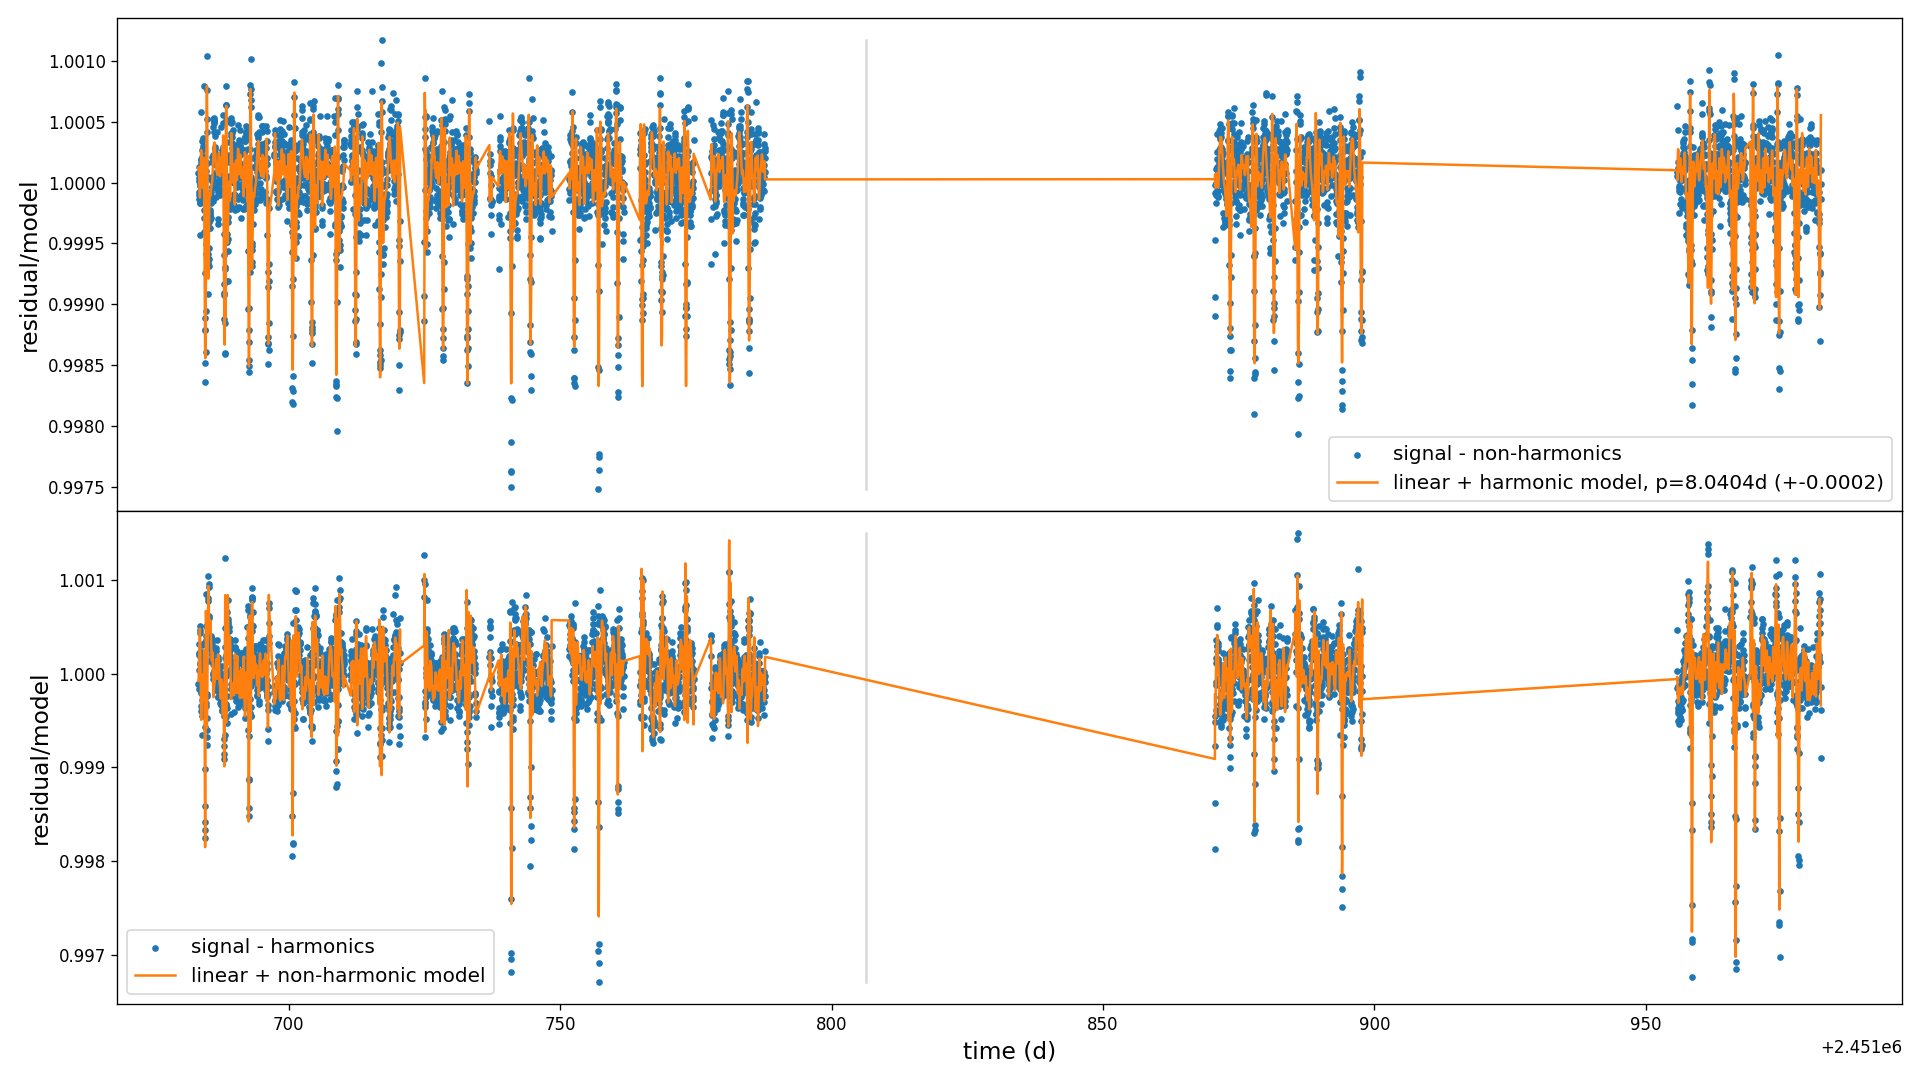 1.0010
1.0005
1.0000
0.9995
0.9990
0.9985
0.9980
0.9975
residual/model
signal - non-harmonics
linear + harmonic model, p=8.0404d (+-0.0002)
1.001
1.000
0.999
0.998
0.997
residual/model
signal - harmonics
linear + non-harmonic model
700 750 800 850 900 950
time (d)
+2.451e6